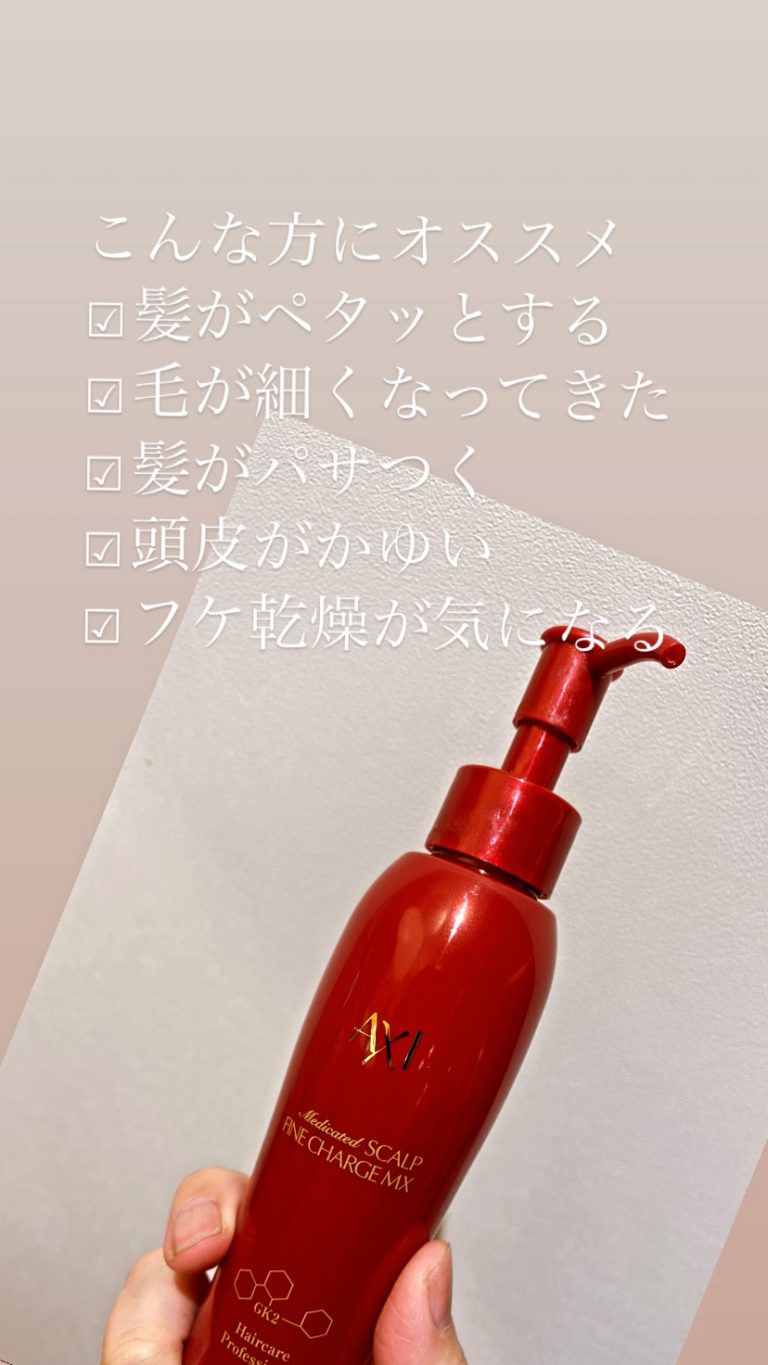 こんな方にオススメ
☑髪がペタッとする
☑毛が細くなってきた
☑髪がパサつく
☑頭皮がかゆい
☑フケ乾燥が気になる
AXI
Medicated SCALP
FINE CHARGE MX
GK2
Haircare